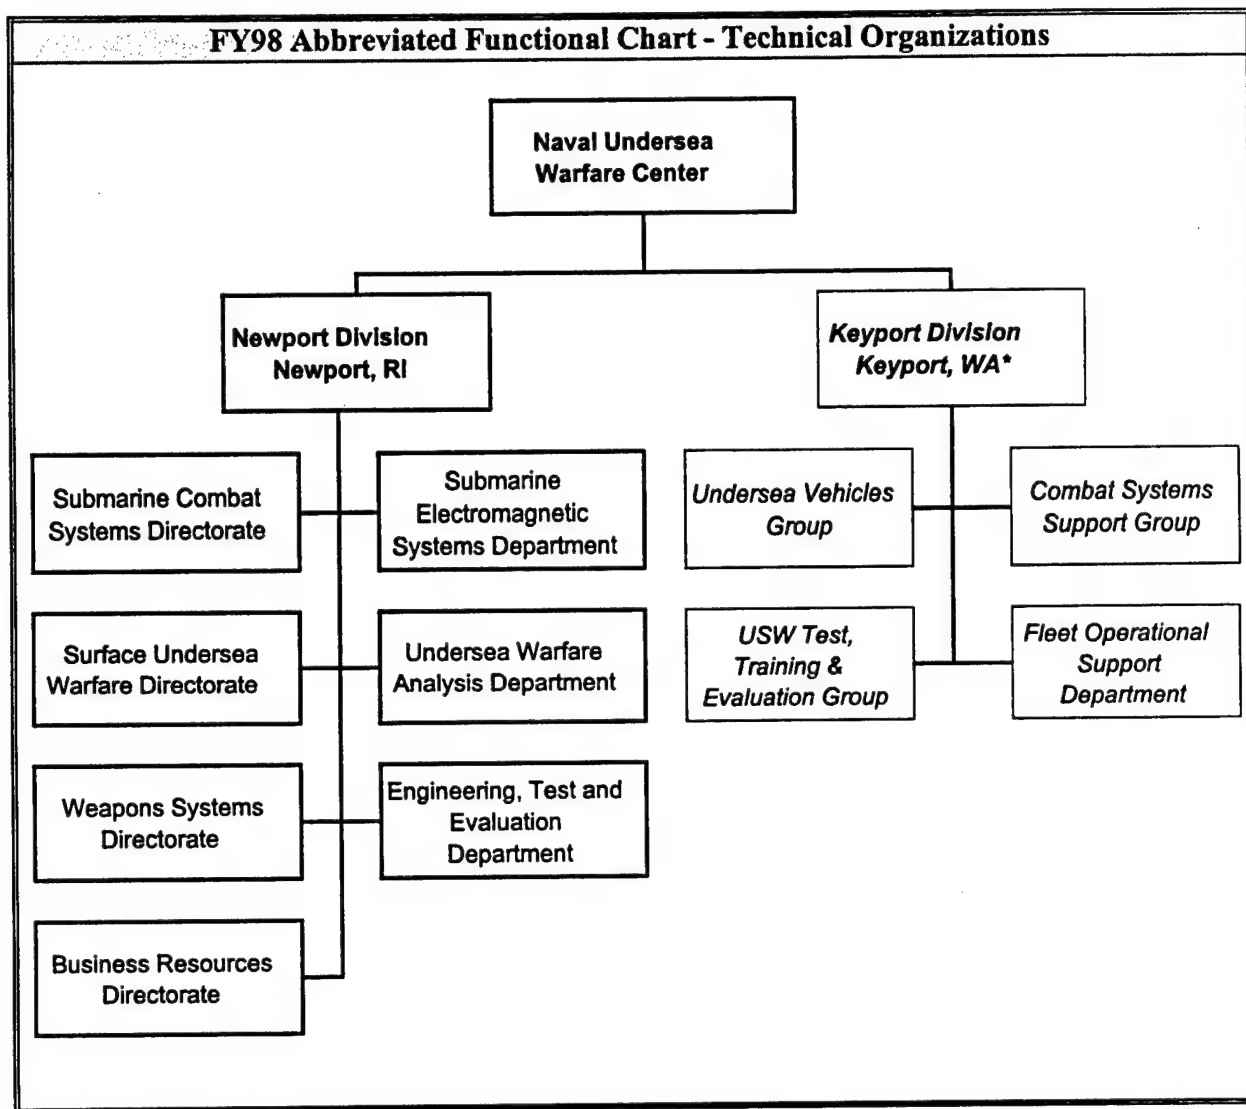 FY98 Abbreviated Functional Chart - Technical Organizations
Naval Undersea
Warfare Center
Newport Division
Newport, RI
Keyport Division
Keyport, WA*
Submarine Combat
Systems Directorate
Submarine
Electromagnetic
Systems Department
Undersea Vehicles
Group
Combat Systems
Support Group
Surface Undersea
Warfare Directorate
Undersea Warfare
Analysis Department
USW Test,
Training &
Evaluation Group
Fleet Operational
Support
Department
Weapons Systems
Directorate
Engineering, Test and
Evaluation
Department
Business Resources
Directorate